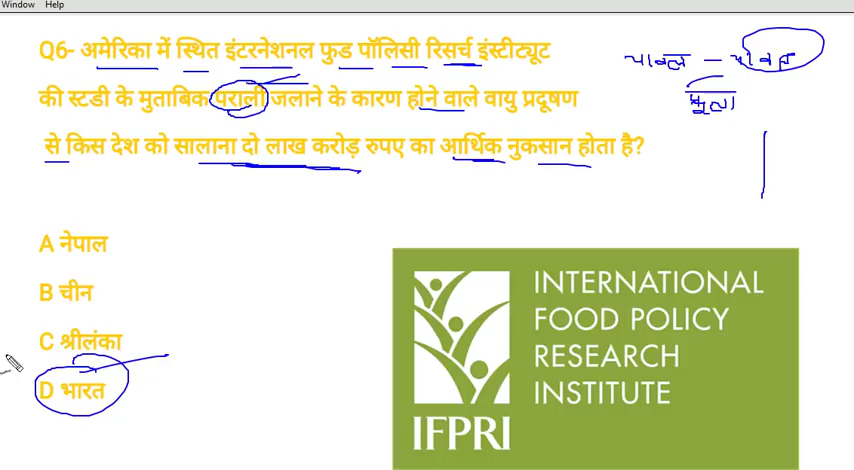 Window Help
Q6- अमेरिका में स्थित इंटरनेशनल फुड पॉलिसी रिसर्च इंस्टीट्यूट
की स्टडी के मुताबिक पराली जलाने के कारण होने वाले वायु प्रदूषण
से किस देश को सालाना दो लाख करोड़ रुपए का आर्थिक नुकसान होता है?
A नेपाल
B चीन
C श्रीलंका
D भारत
INTERNATIONAL
FOOD POLICY
RESEARCH
INSTITUTE
IFPRI